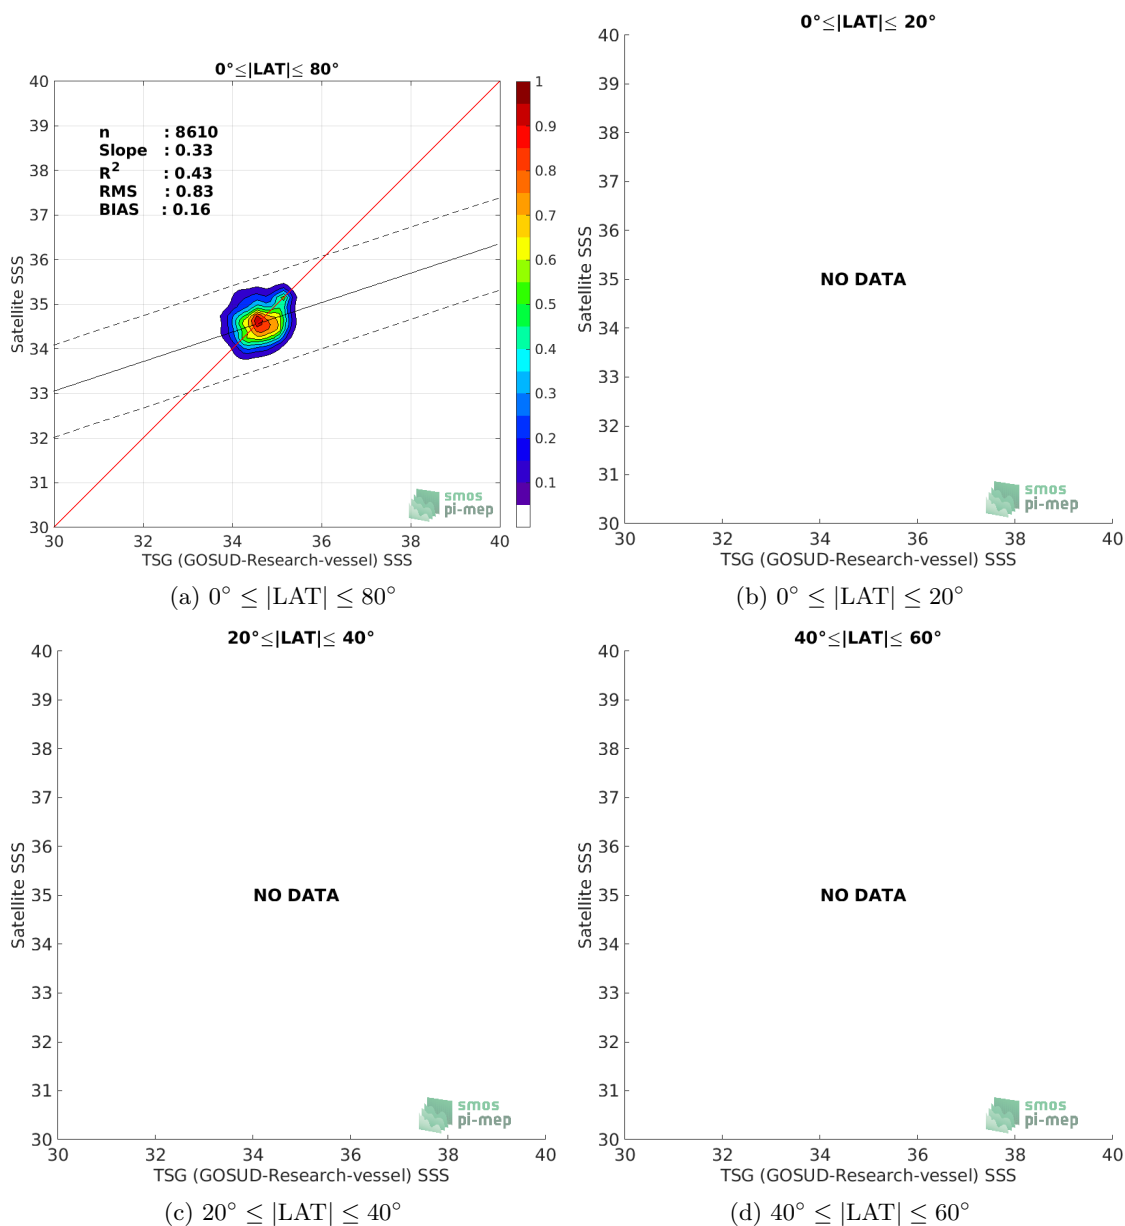 0°≤|LAT|≤ 80°
40
39
38
37
36
35
34
33
32
31
30
Satellite SSS
n : 8610
Slope : 0.33
R² : 0.43
RMS : 0.83
BIAS : 0.16
1
0.9
0.8
0.7
0.6
0.5
0.4
0.3
0.2
0.1
smos
pi-mep
30 32 34 36 38 40
TSG (GOSUD-Research-vessel) SSS
(a) 0° ≤ |LAT| ≤ 80°
0°≤|LAT|≤ 20°
40
39
38
37
36
35
34
33
32
31
30
Satellite SSS
NO DATA
smos
pi-mep
30 32 34 36 38 40
TSG (GOSUD-Research-vessel) SSS
(b) 0° ≤ |LAT| ≤ 20°
20°≤|LAT|≤ 40°
40
39
38
37
36
35
34
33
32
31
30
Satellite SSS
NO DATA
smos
pi-mep
30 32 34 36 38 40
TSG (GOSUD-Research-vessel) SSS
(c) 20° ≤ |LAT| ≤ 40°
40°≤|LAT|≤ 60°
40
39
38
37
36
35
34
33
32
31
30
Satellite SSS
NO DATA
smos
pi-mep
30 32 34 36 38 40
TSG (GOSUD-Research-vessel) SSS
(d) 40° ≤ |LAT| ≤ 60°